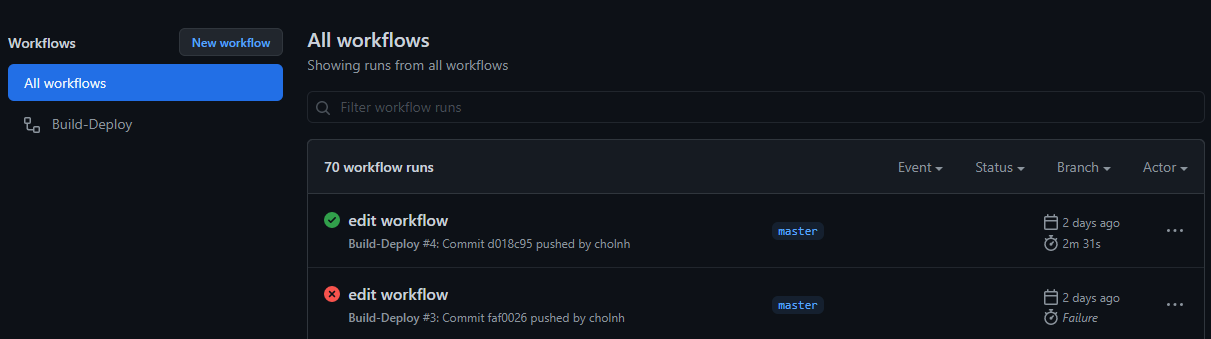 Workflows
New workflow
All workflows
Build-Deploy
All workflows
Showing runs from all workflows
Filter workflow runs
70 workflow runs
Event
Status
Branch
Actor
edit workflow
Build-Deploy #4: Commit d018c95 pushed by cholnh
master
2 days ago
2m 31s
edit workflow
Build-Deploy #3: Commit faf0026 pushed by cholnh
master
2 days ago
Failure